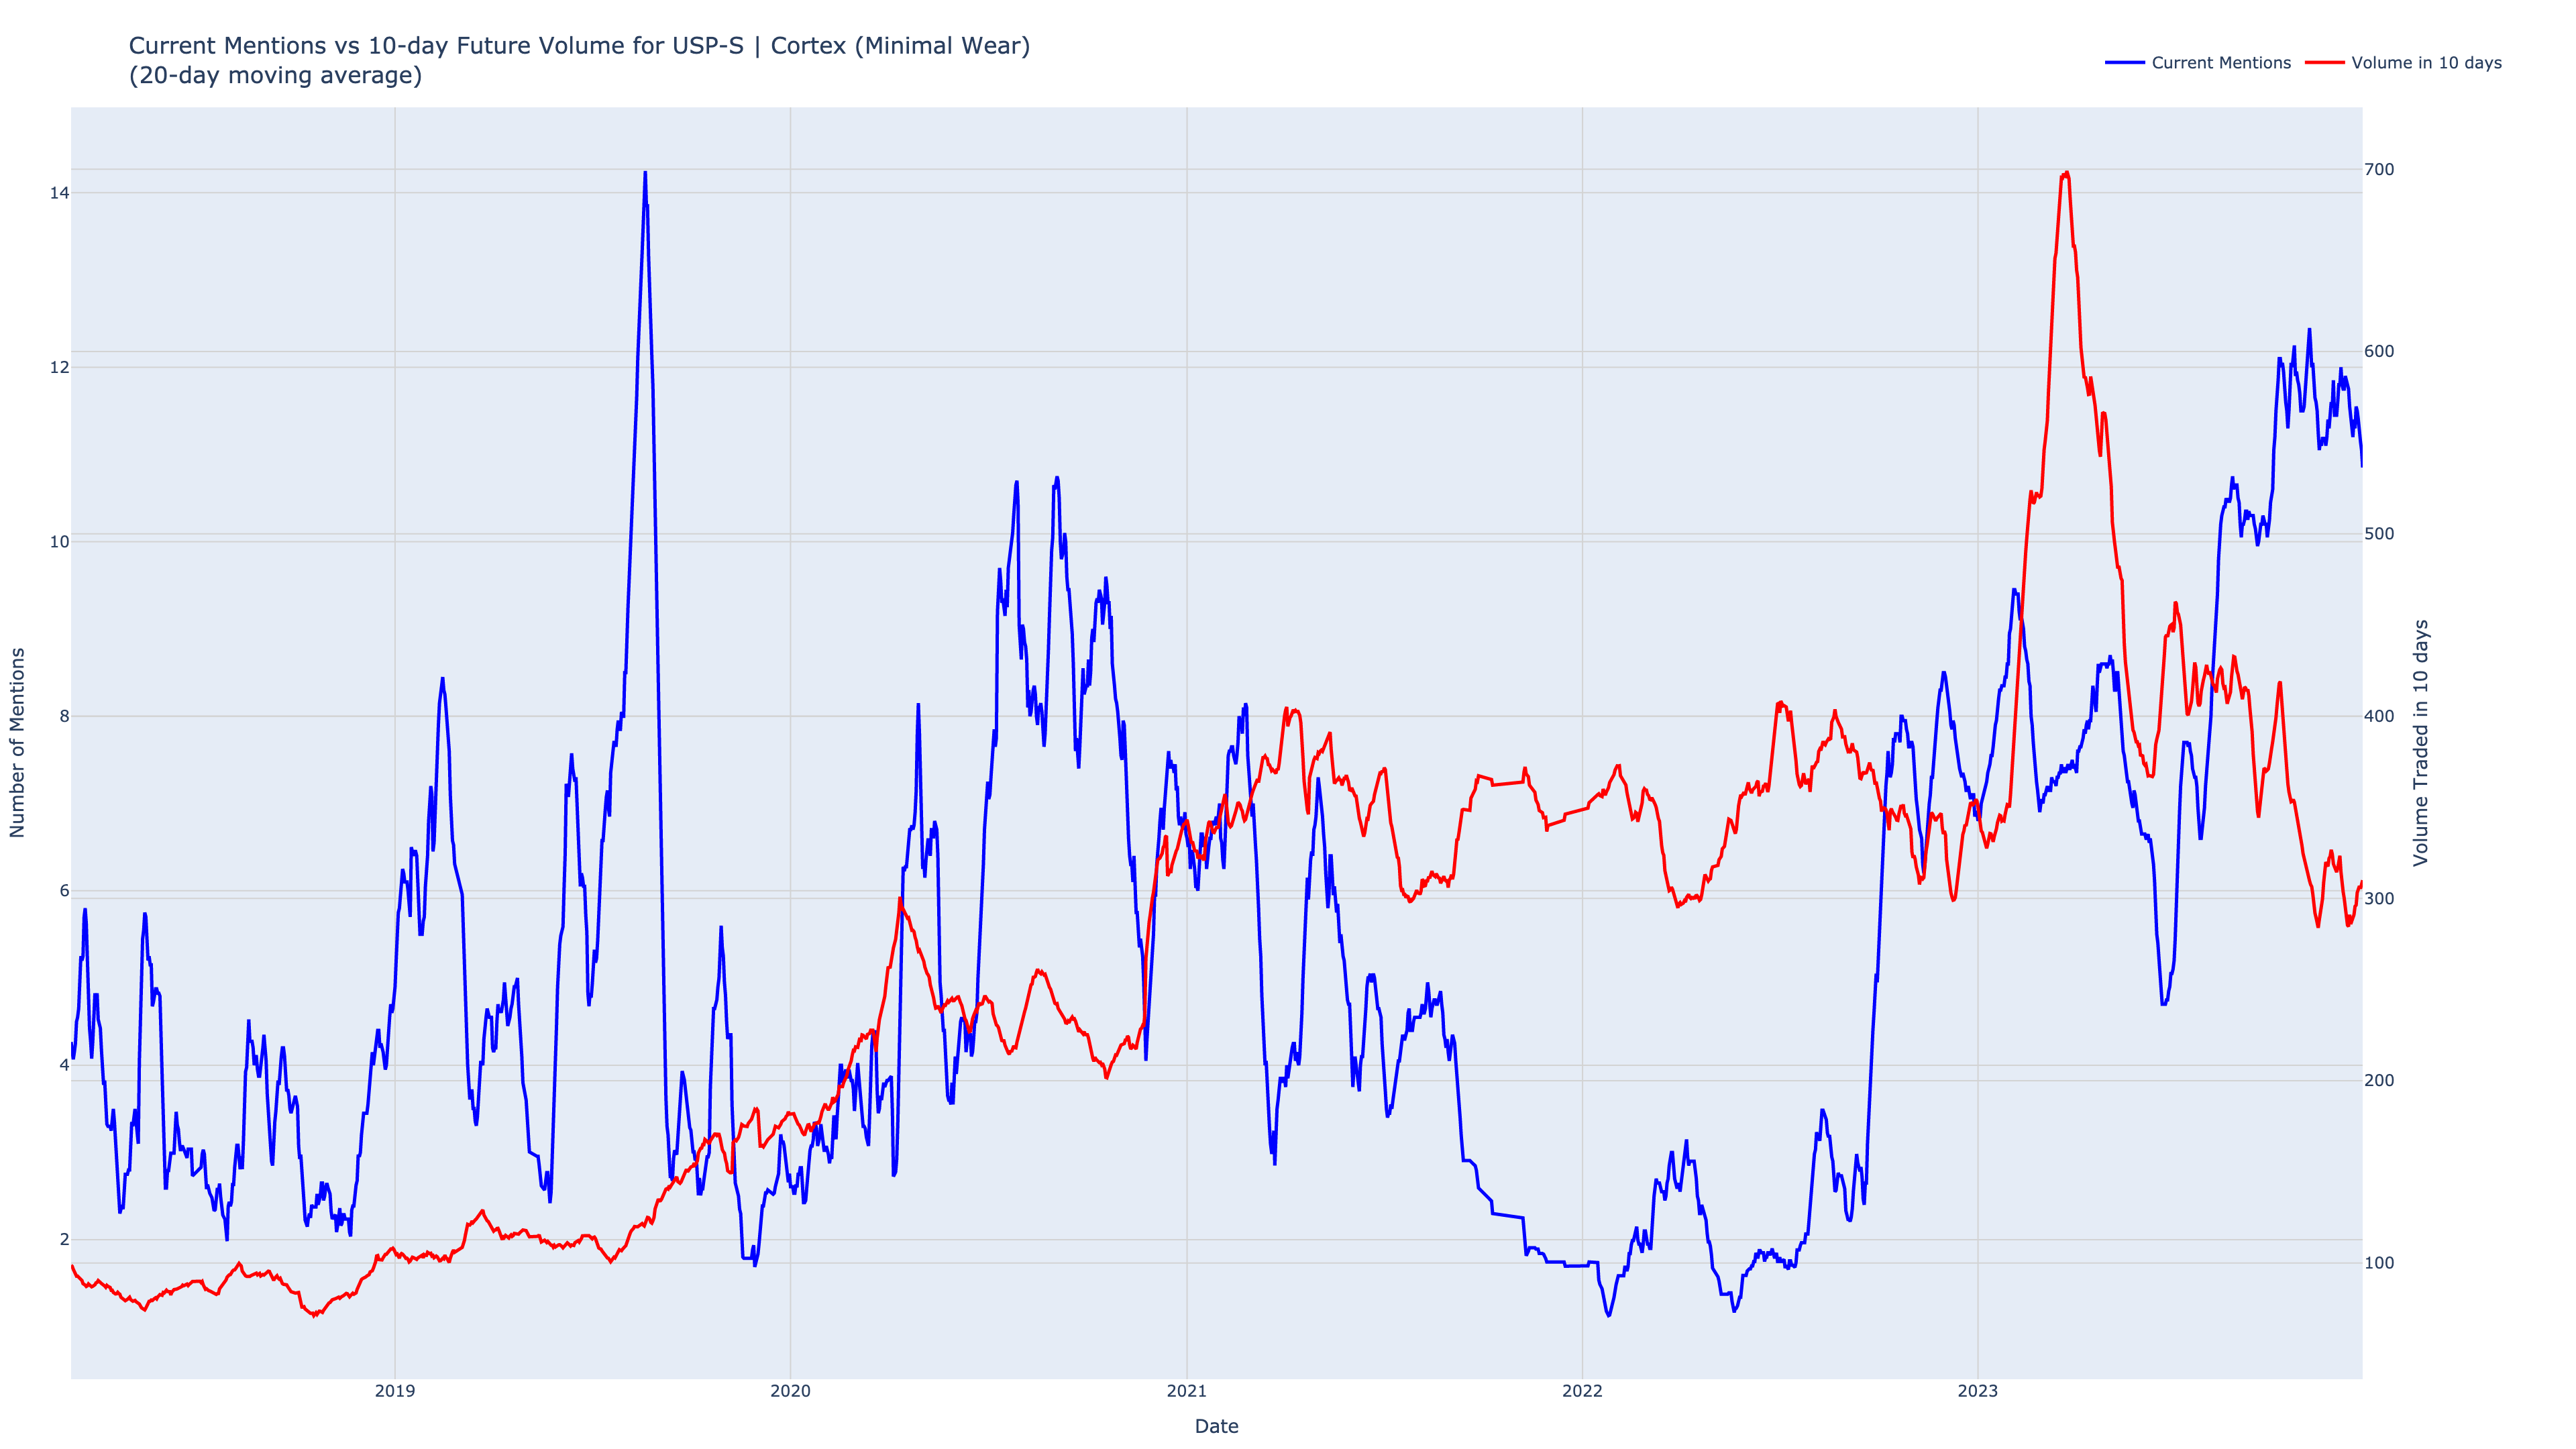 Current Mentions vs 10-day Future Volume for USP-S | Cortex (Minimal Wear)
(20-day moving average)
Current Mentions
Volume in 10 days
14
12
10
8
6
4
2
Number of Mentions
700
600
500
400
300
200
100
Volume Traded in 10 days
2019
2020
2021
2022
2023
Date